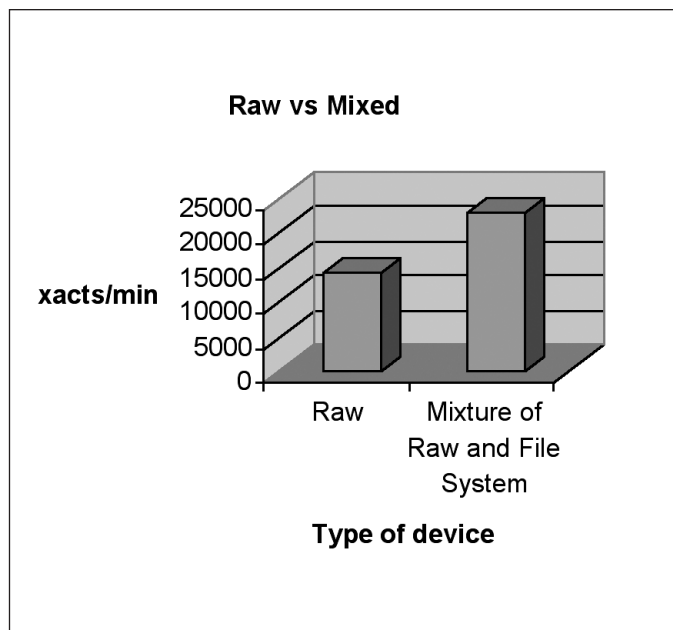 Raw vs Mixed
25000
20000
15000
xacts/min
10000
5000
0
Raw
Mixture of
Raw and File
System
Type of device